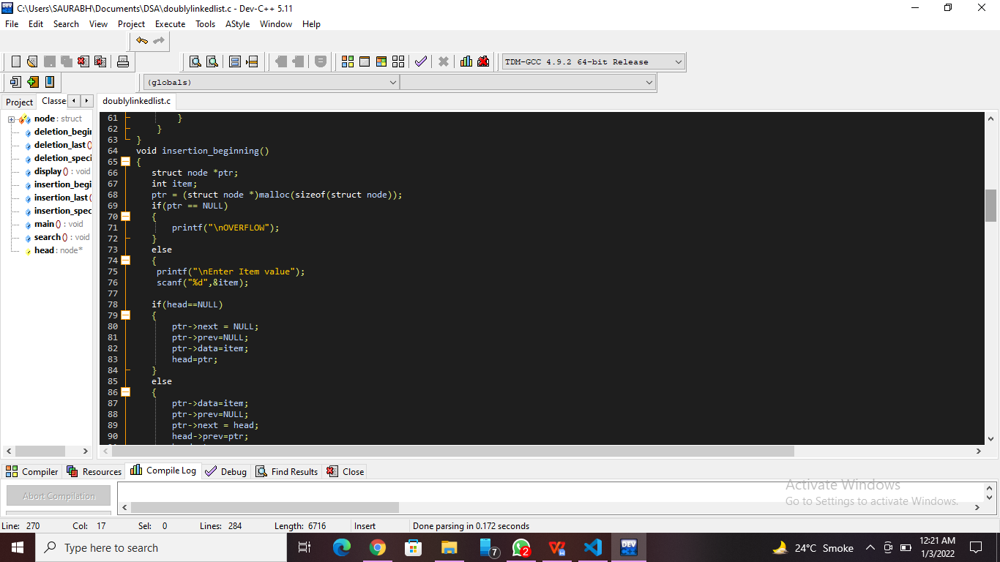 C:\Users\SAURABH\Documents\DSA\doublylinkedlist.c - Dev-C++ 5.11
File Edit Search View Project Execute Tools AStyle Window Help
TDM-GCC 4.9.2 64-bit Release
(globals)
Project Classe doublylinkedlist.c
node : struct
deletion_begin
deletion_last ()
deletion_speci
display () : void
insertion_begi
insertion_last (
insertion_spec
main () : void
search () : void
head : node*
61 }
62 }
63 }
64 void insertion_beginning()
65 {
66 struct node *ptr;
67 int item;
68 ptr = (struct node *)malloc(sizeof(struct node));
69 if(ptr == NULL)
70 {
71 printf("\nOVERFLOW");
72 }
73 else
74 {
75 printf("\nEnter Item value");
76 scanf("%d",&item);
77
78 if(head==NULL)
79 {
80 ptr->next = NULL;
81 ptr->prev=NULL;
82 ptr->data=item;
83 head=ptr;
84 }
85 else
86 {
87 ptr->data=item;
88 ptr->prev=NULL;
89 ptr->next = head;
90 head->prev=ptr;
Compiler Resources Compile Log Debug Find Results Close
Abort Compilation
Activate Windows
Go to Settings to activate Windows.
Line: 270 Col: 17 Sel: 0 Lines: 284 Length: 6716 Insert Done parsing in 0.172 seconds
Type here to search
7
2
DEV
24°C Smoke
12:21 AM
1/3/2022